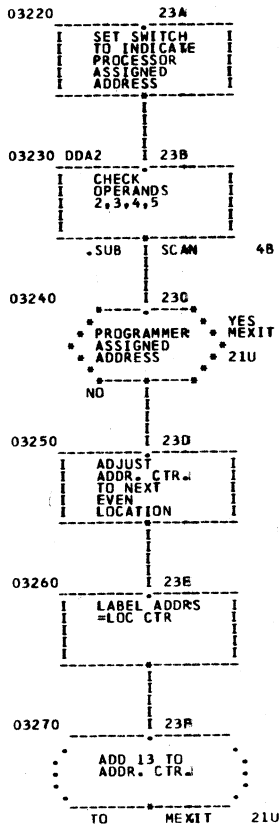 03220 23A
SET SWITCH
TO INDICATE
PROCESSOR
ASSIGNED
ADDRESS
03230 DDA2 23B
CHECK
OPERANDS
2,3,4,5
.SUB SCAN 4B
03240 23C
YES
PROGRAMMER MEXIT
ASSIGNED
ADDRESS 21U
NO
03250 23D
ADJUST
ADDR. CTR.
TO NEXT
EVEN
LOCATION
03260 23E
LABEL ADDRS
=LOC CTR
03270 23F
ADD 13 TO
ADDR. CTR.
TO MEXIT 21U